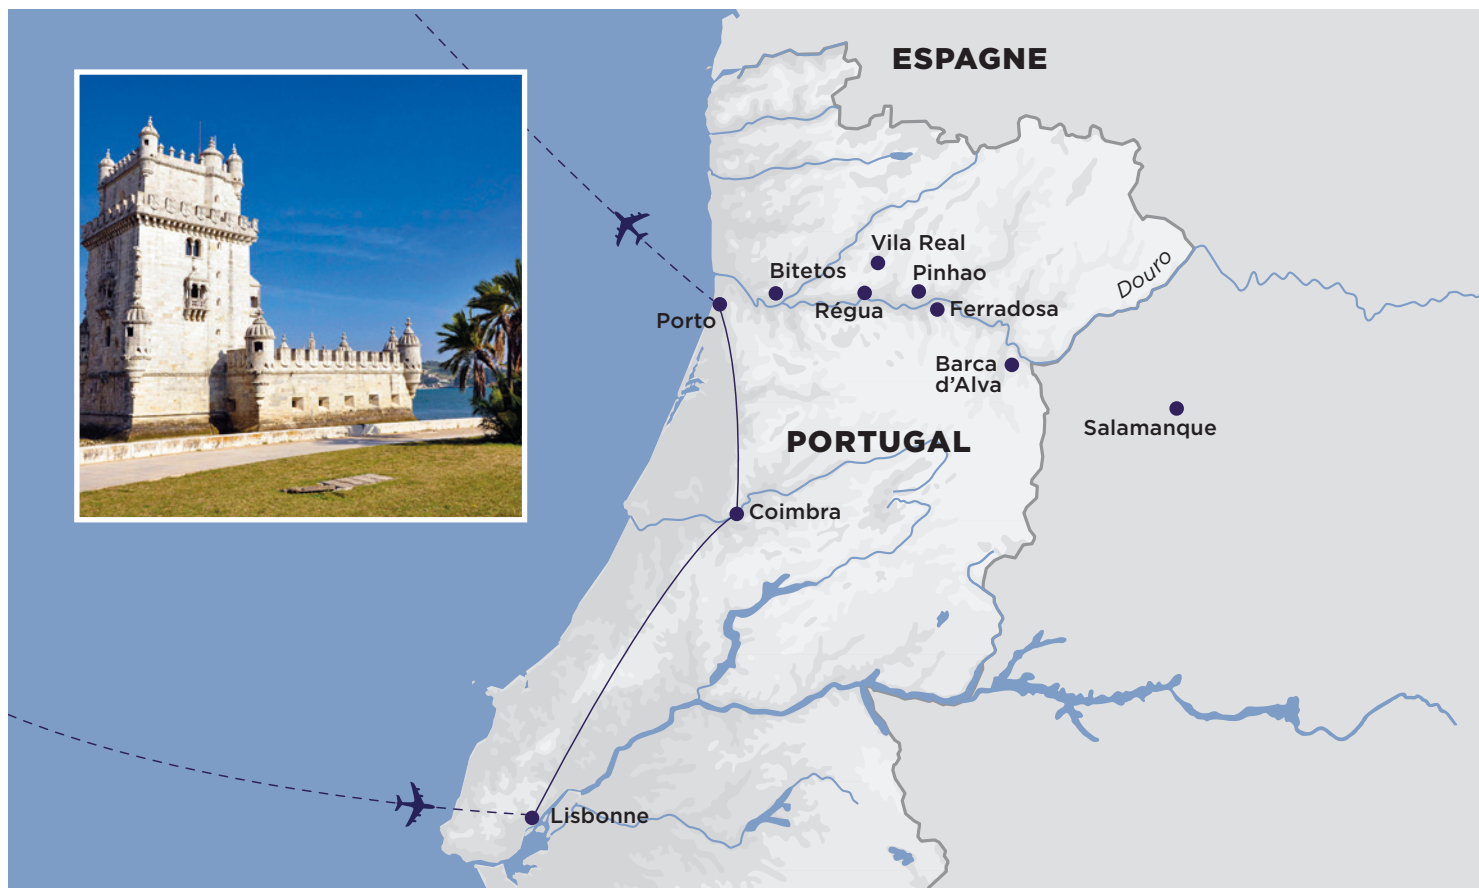 ESPAGNE
Vila Real
Bitetos
Pinhao
Douro
Régua
Ferradosa
Porto
Barca
d'Alva
Salamanque
PORTUGAL
Coimbra
Lisbonne